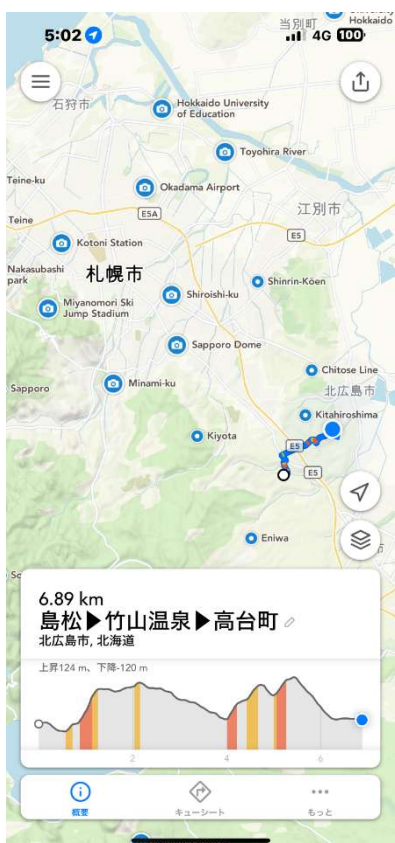 5:02
4G 100
当別町
Hokkaido
石狩市
Hokkaido University
of Education
Toyohira River
Teine-ku
Okadama Airport
E5A
江別市
Teine
E5
Kotoni Station
Nakasubashi
park
札幌市
Shinrin-Kōen
Shiroishi-ku
Miyanomori Ski
Jump Stadium
Sapporo Dome
Chitose Line
Sapporo
Minami-ku
北広島市
Kitahiroshima
Kiyota
E5
E5
Eniwa
6.89 km
島松▶竹山温泉▶高台町
北広島市, 北海道
上昇124 m、下降-120 m
2 4 6
概要 キューシート もっと